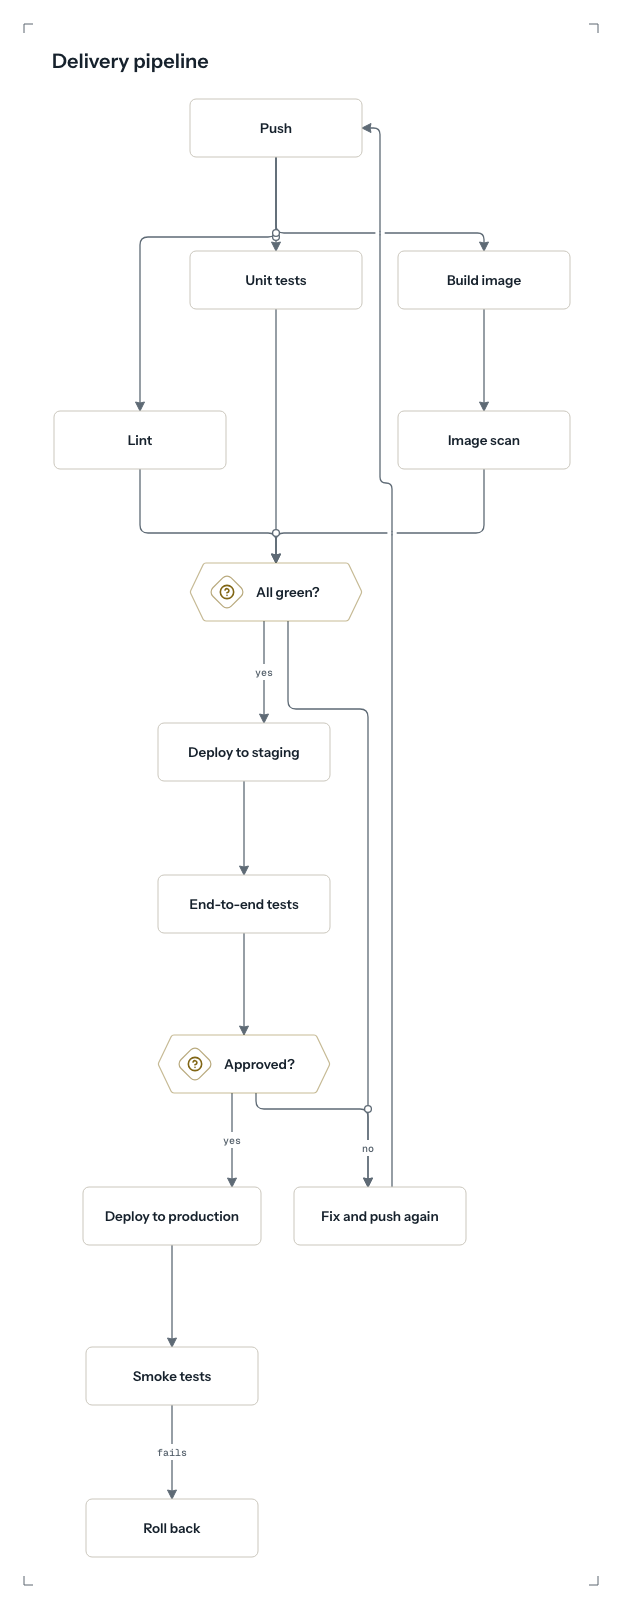 Delivery pipeline
Push
Unit tests
Build image
Lint
Image scan
All green?
yes
Deploy to staging
End-to-end tests
Approved?
yes
no
Deploy to production
Fix and push again
Smoke tests
fails
Roll back